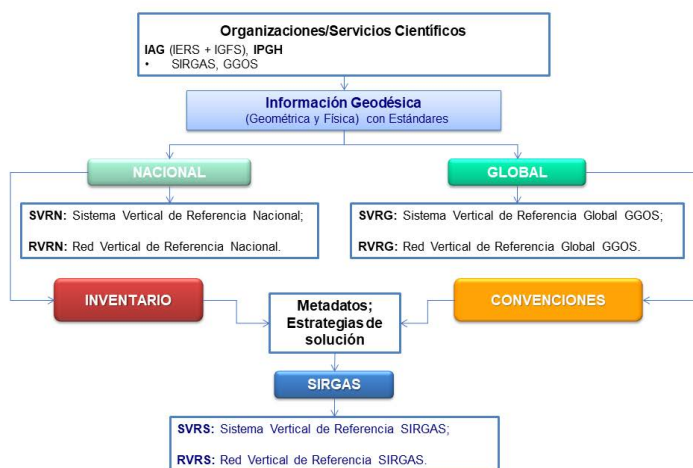 Organizaciones/Servicios Científicos
IAG (IERS + IGFS), IPGH
• SIRGAS, GGOS
Información Geodésica
(Geométrica y Física) con Estándares
NACIONAL
GLOBAL
SVRN: Sistema Vertical de Referencia Nacional;
RVRN: Red Vertical de Referencia Nacional.
SVRG: Sistema Vertical de Referencia Global GGOS;
RVRG: Red Vertical de Referencia Global GGOS.
INVENTARIO
Metadatos;
Estrategias de
solución
CONVENCIONES
SIRGAS
SVRS: Sistema Vertical de Referencia SIRGAS;
RVRS: Red Vertical de Referencia SIRGAS.